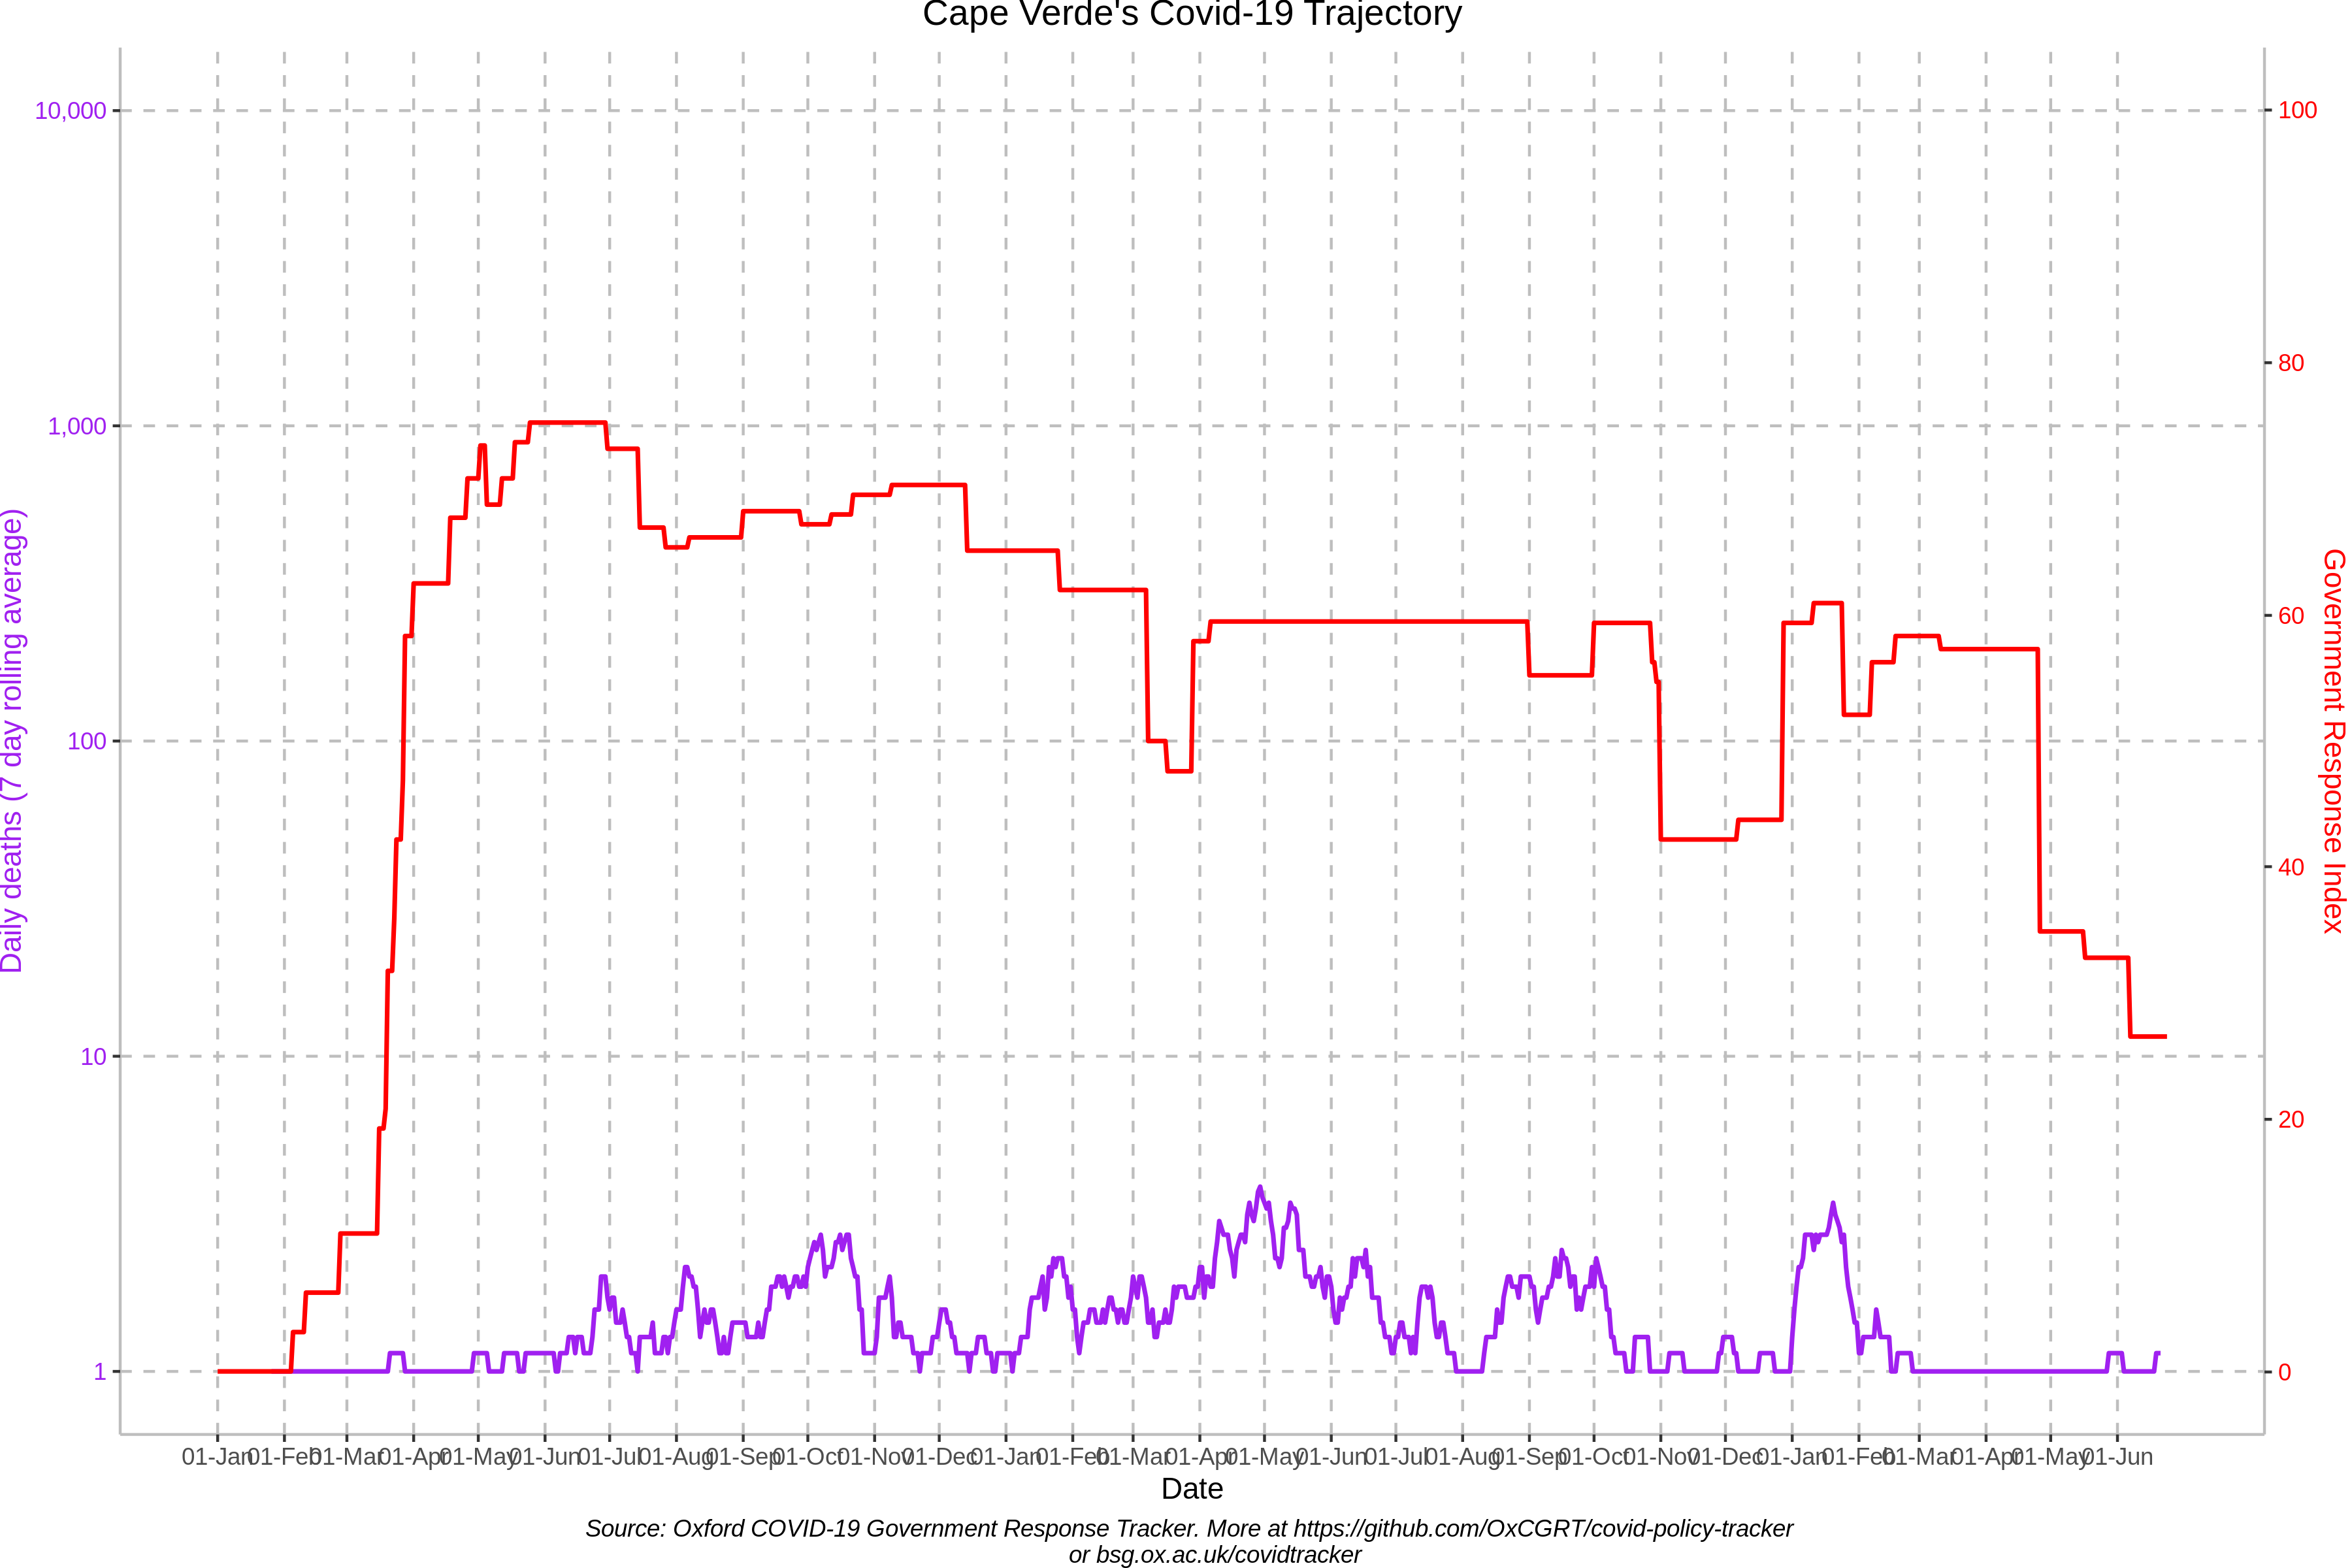 Cape Verde's Covid-19 Trajectory
10,000
1,000
100
10
1
Daily deaths (7 day rolling average)
100
80
60
40
20
0
Government Response Index
01-Jan 01-Feb 01-Mar 01-Apr 01-May 01-Jun 01-Jul 01-Aug 01-Sep 01-Oct 01-Nov 01-Dec 01-Jan 01-Feb 01-Mar 01-Apr 01-May 01-Jun 01-Jul 01-Aug 01-Sep 01-Oct 01-Nov 01-Dec 01-Jan 01-Feb 01-Mar 01-Apr 01-May 01-Jun
Date
Source: Oxford COVID-19 Government Response Tracker. More at https://github.com/OxCGRT/covid-policy-tracker
or bsg.ox.ac.uk/covidtracker